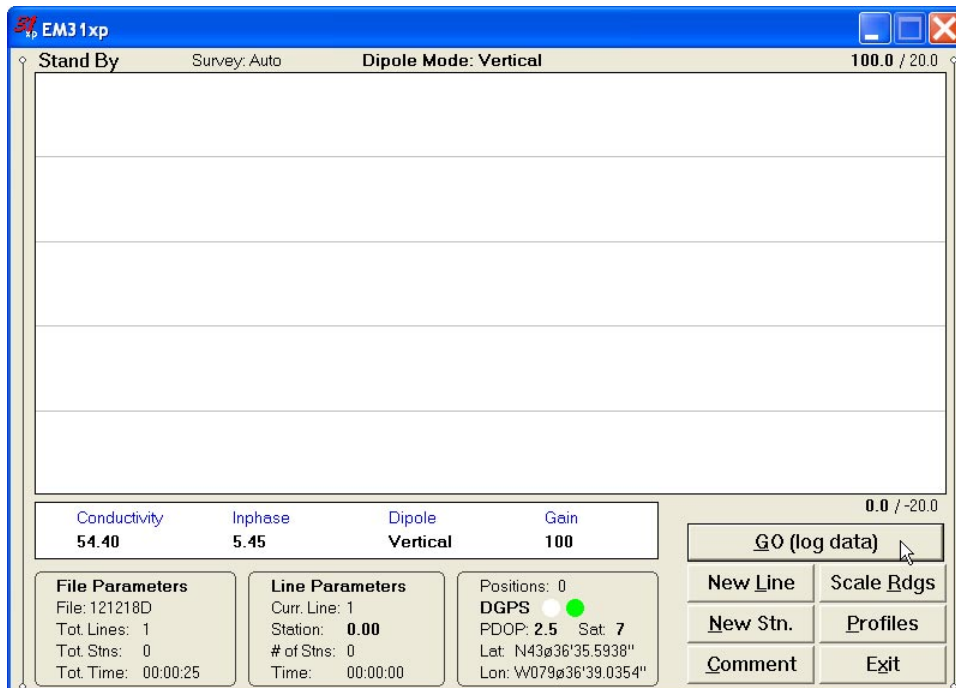 EM31xp
Stand By Survey: Auto Dipole Mode: Vertical 100.0 / 20.0
0.0 / -20.0
Conductivity Inphase Dipole Gain
54.40 5.45 Vertical 100
GO (log data)
New Line Scale Rdgs
New Stn. Profiles
Comment Exit
File Parameters
File: 121218D
Tot. Lines: 1
Tot. Stns: 0
Tot. Time: 00:00:25
Line Parameters
Curr. Line: 1
Station: 0.00
# of Stns: 0
Time: 00:00:00
Positions: 0
DGPS
PDOP: 2.5 Sat: 7
Lat: N43ø36'35.5938"
Lon: W079ø36'39.0354"